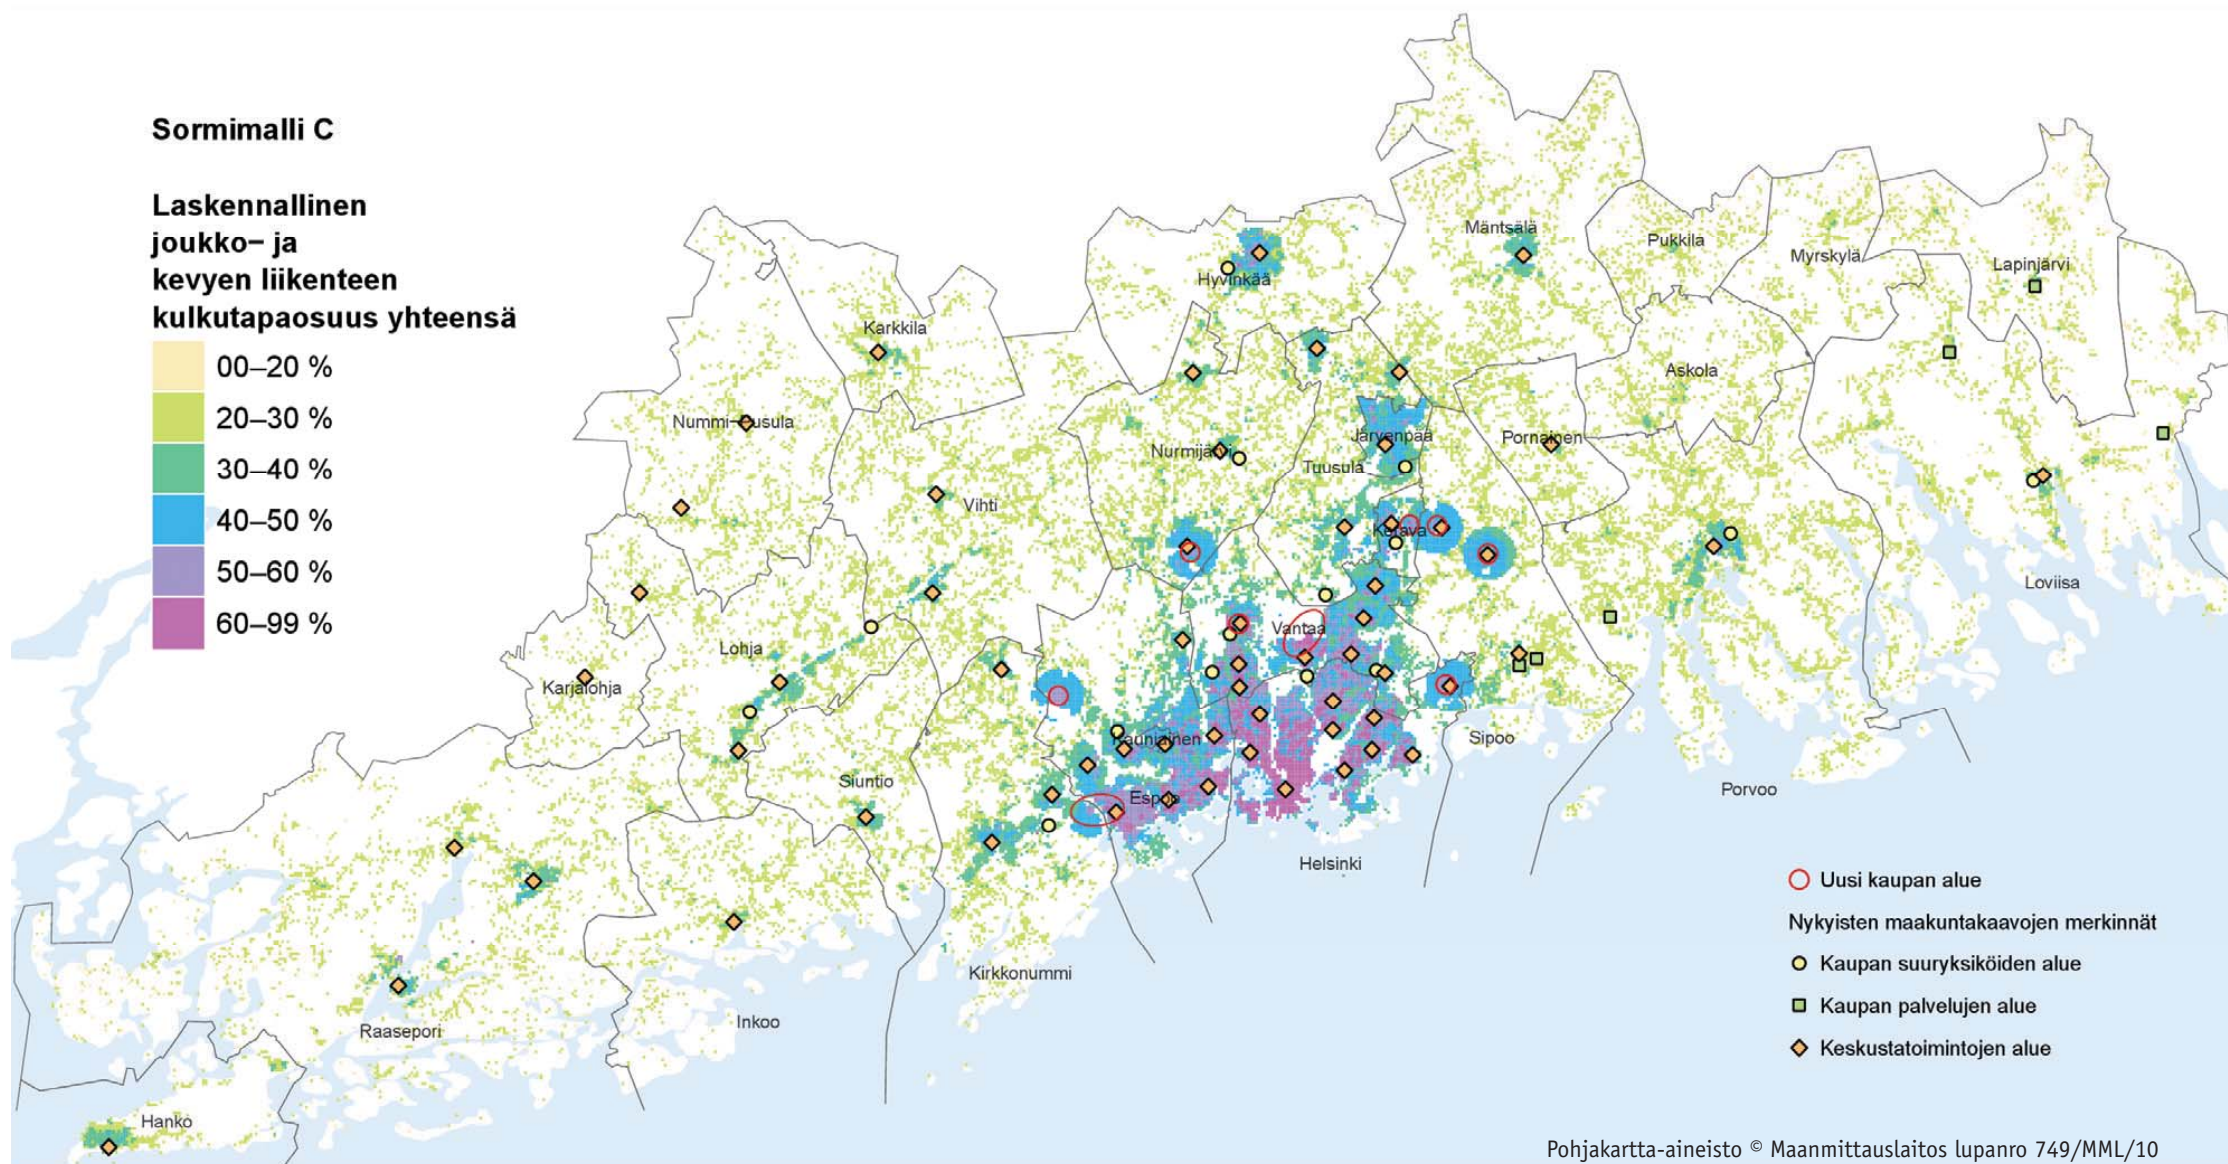 Sormimalli C
Laskennallinen
joukko– ja
kevyen liikenteen
kulkutapaosuus yhteensä
00–20 %
20–30 %
30–40 %
40–50 %
50–60 %
60–99 %
Mäntsälä
Pukkila
Myrskylä
Lapinjärvi
Hyvinkää
Karkkila
Askola
Nummi–Pusula
Järvenpää
Pornainen
Nurmijärvi
Tuusula
Vihti
Kerava
Loviisa
Vantaa
Lohja
Karjalohja
Kauniainen
Sipoo
Siuntio
Espoo
Porvoo
Helsinki
Kirkkonummi
Inkoo
Raasepori
Hanko
Uusi kaupan alue
Nykyisten maakuntakaavojen merkinnät
Kaupan suuryksiköiden alue
Kaupan palvelujen alue
Keskustatoimintojen alue
Pohjakartta-aineisto © Maanmittauslaitos lupanro 749/MML/10